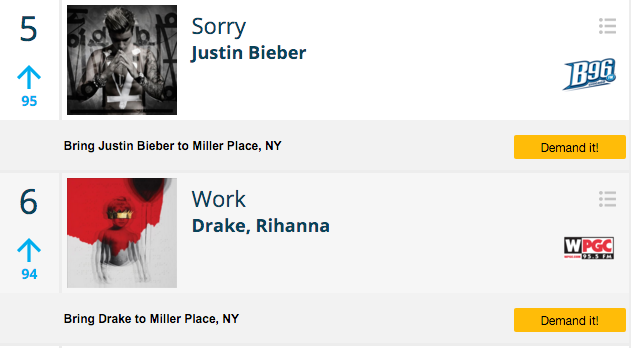 5
Sorry
Justin Bieber
B96
95
Bring Justin Bieber to Miller Place, NY
Demand it!
6
Work
Drake, Rihanna
WPGC
95.5 FM
94
Bring Drake to Miller Place, NY
Demand it!